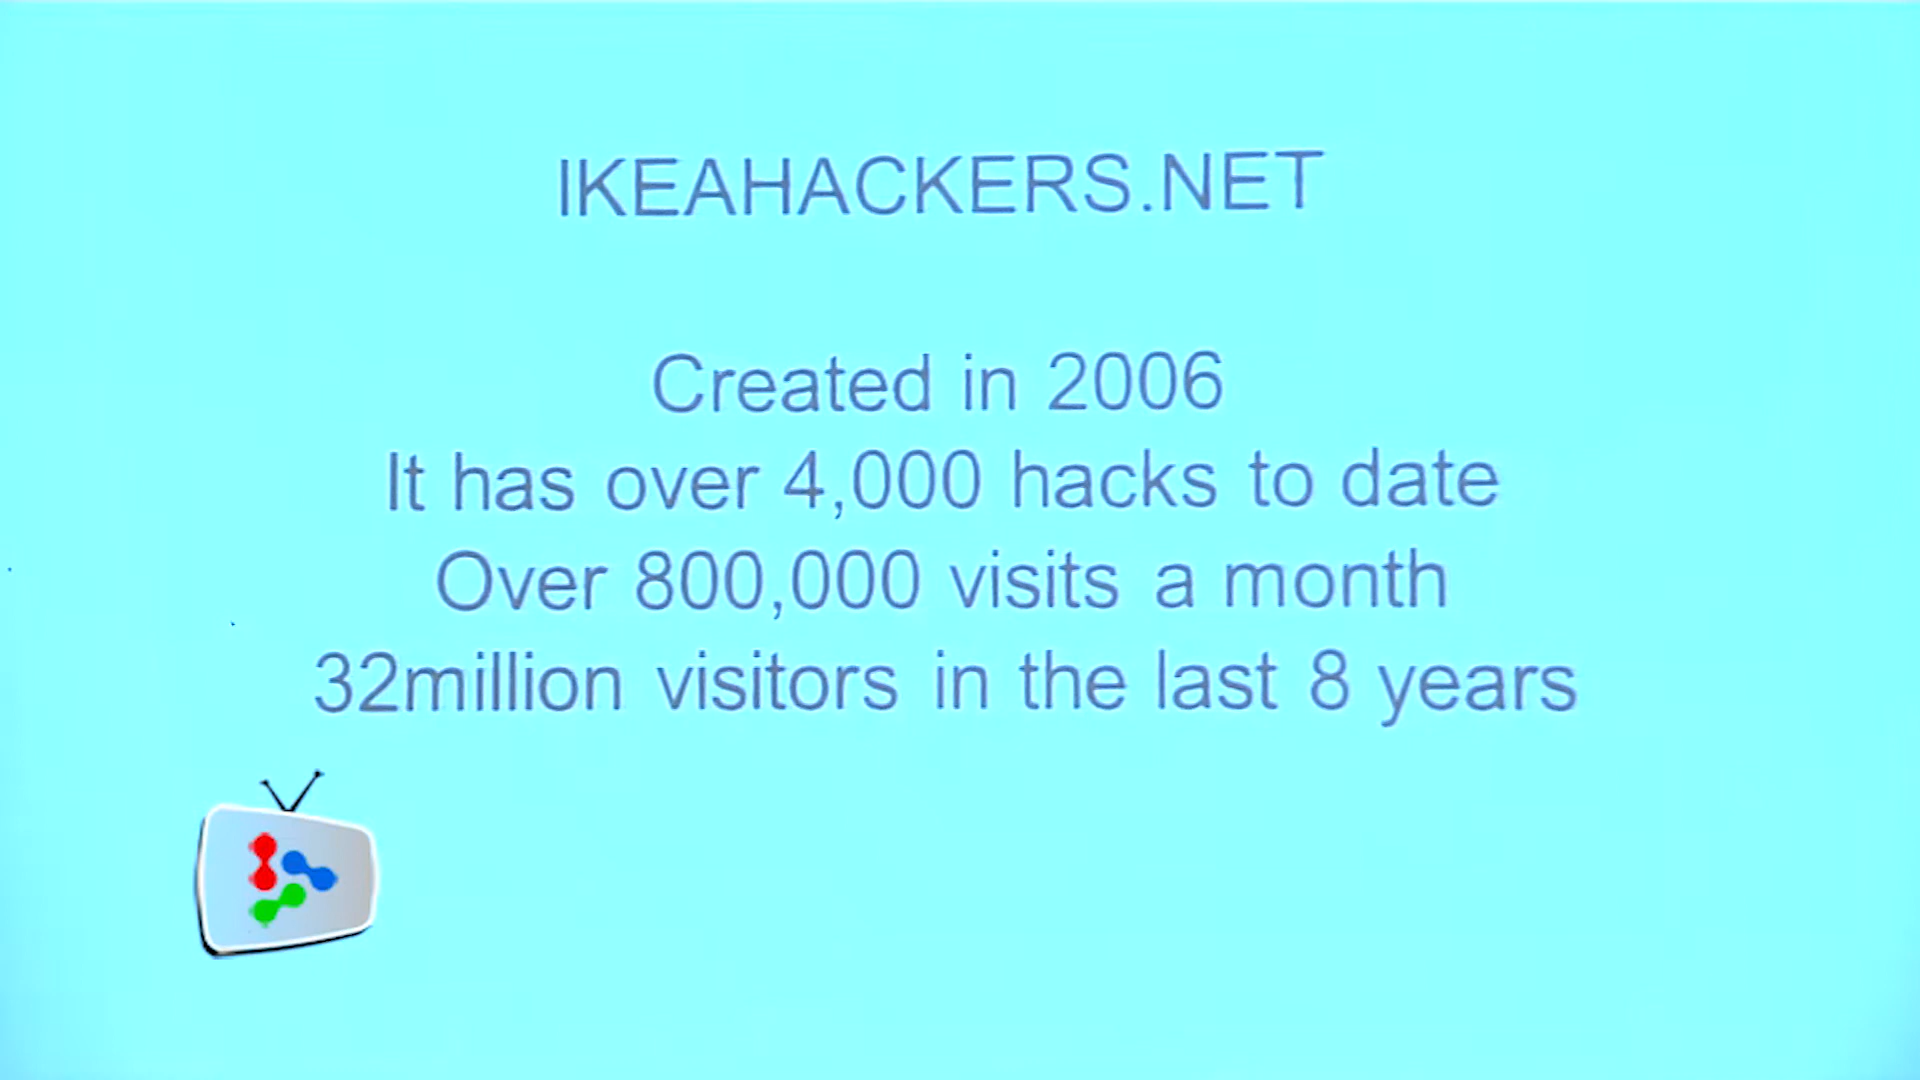 IKEAHACKERS.NET
Created in 2006
It has over 4,000 hacks to date
Over 800,000 visits a month
32million visitors in the last 8 years